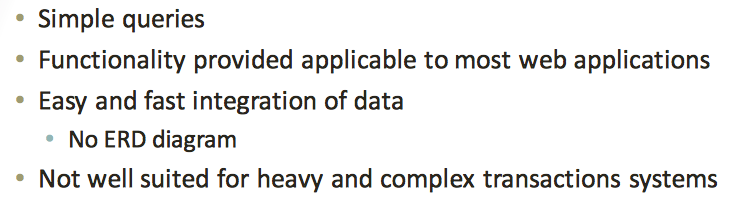 • Simple queries
• Functionality provided applicable to most web applications
• Easy and fast integration of data
• No ERD diagram
• Not well suited for heavy and complex transactions systems